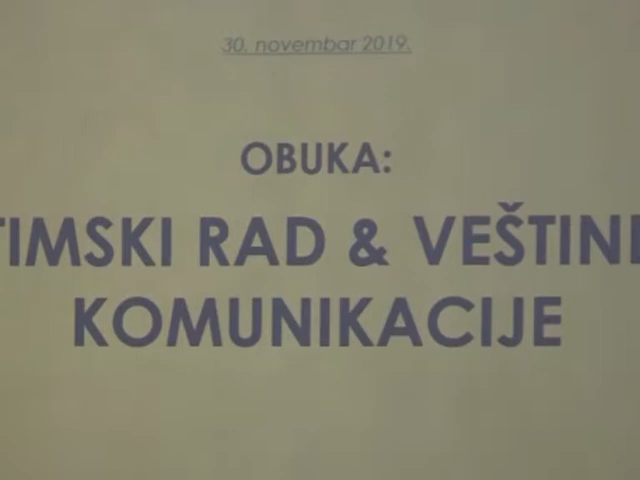 30. novembar 2019.
OBUKA:
TIMSKI RAD & VEŠTINE
KOMUNIKACIJE